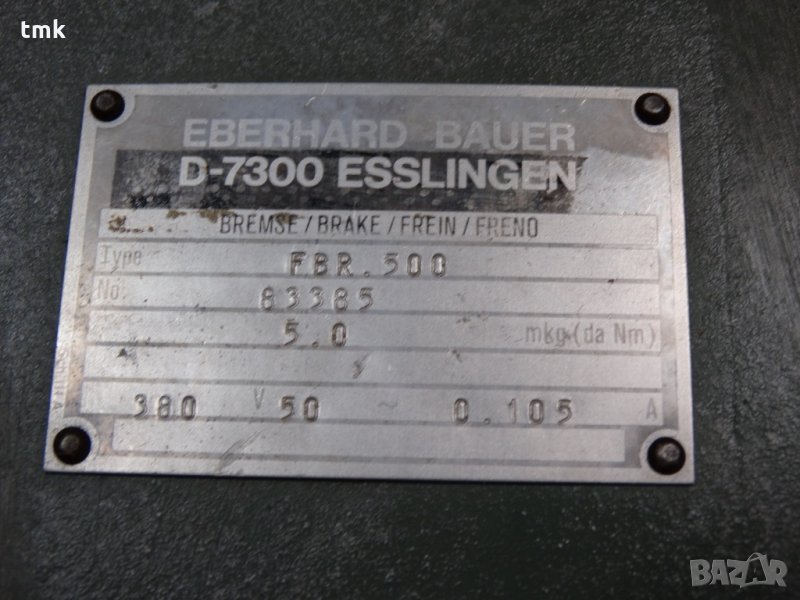 tmk
EBERHARD BAUER
D-7300 ESSLINGEN
BREMSE/BRAKE/FREIN/FRENO
Type FBR.500
No. 83385
5.0 mkg (da Nm)
380 V 50 ~ 0.105 A
BAZAR